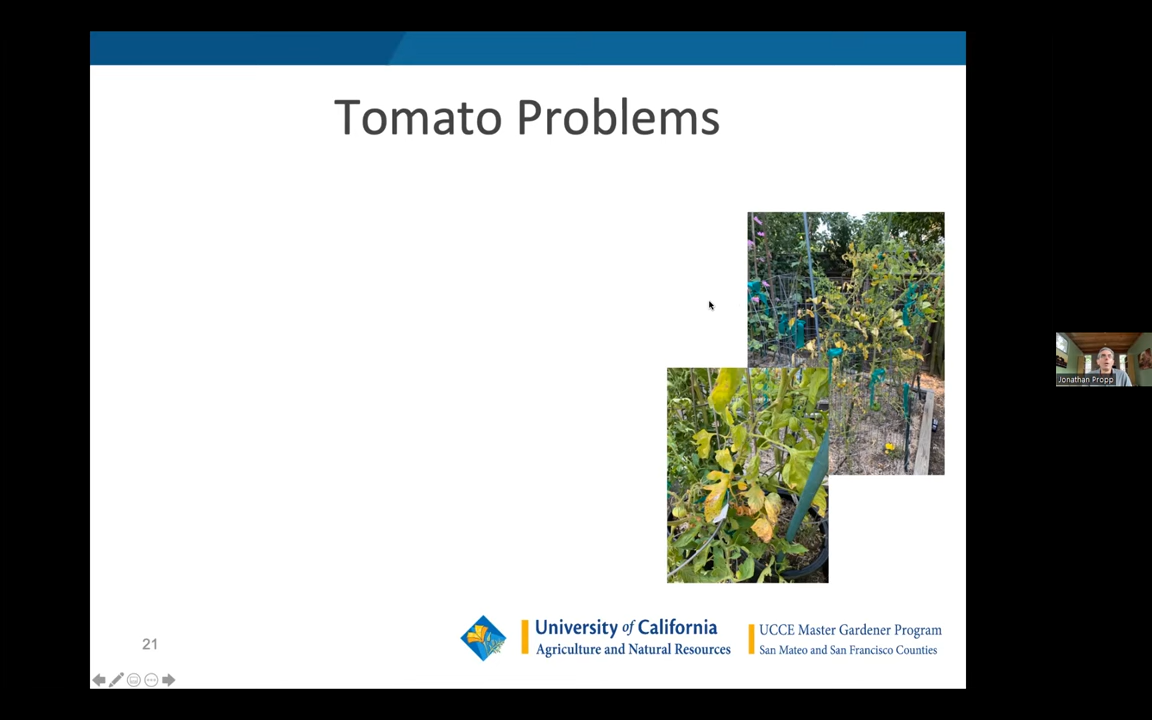 Tomato Problems
Jonathan Propp
University of California
Agriculture and Natural Resources
UCCE Master Gardener Program
San Mateo and San Francisco Counties
21